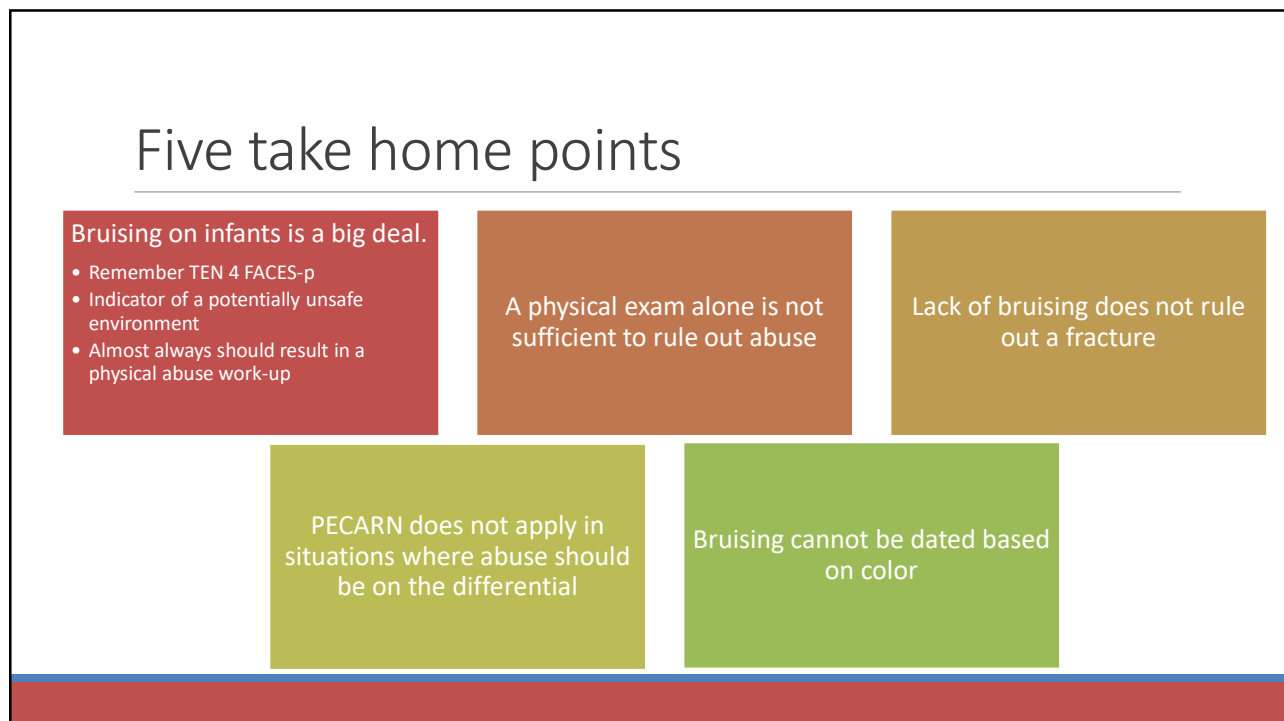 Five take home points
Bruising on infants is a big deal.
• Remember TEN 4 FACES-p
• Indicator of a potentially unsafe
environment
• Almost always should result in a
physical abuse work-up
A physical exam alone is not
sufficient to rule out abuse
Lack of bruising does not rule
out a fracture
PECARN does not apply in
situations where abuse should
be on the differential
Bruising cannot be dated based
on color